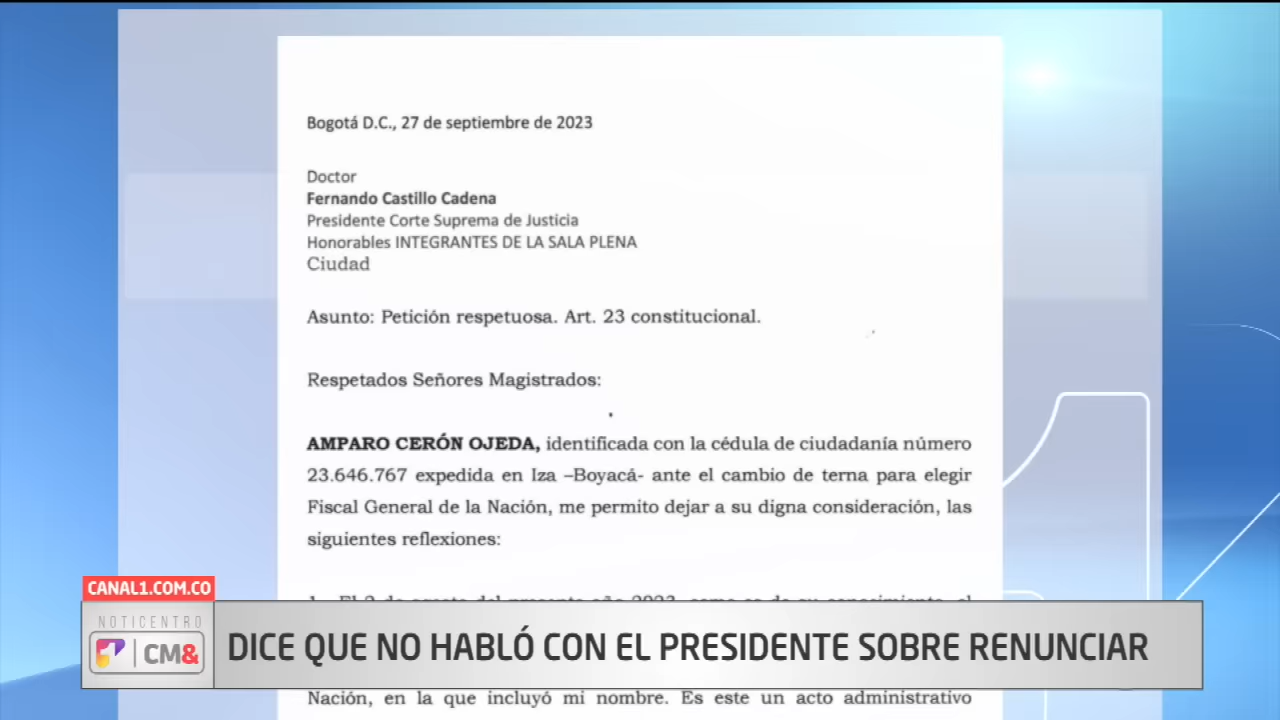 Bogotá D.C., 27 de septiembre de 2023
Doctor
Fernando Castillo Cadena
Presidente Corte Suprema de Justicia
Honorables INTEGRANTES DE LA SALA PLENA
Ciudad
Asunto: Petición respetuosa. Art. 23 constitucional.
Respetados Señores Magistrados:
AMPARO CERÓN OJEDA, identificada con la cédula de ciudadanía número
23.646.767 expedida en Iza –Boyacá- ante el cambio de terna para elegir
Fiscal General de la Nación, me permito dejar a su digna consideración, las
siguientes reflexiones:
CANAL1.COM.CO
NOTICENTRO
1 | CM&
DICE QUE NO HABLÓ CON EL PRESIDENTE SOBRE RENUNCIAR
Nación, en la que incluyó mi nombre. Es este un acto administrativo